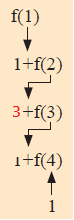 f(1)
1+f(2)
3+f(3)
1+f(4)
1